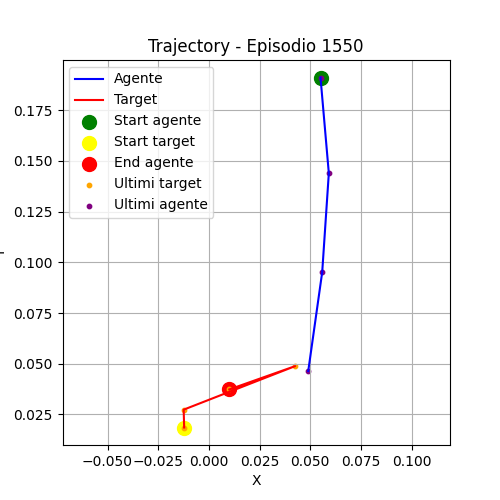 Trajectory - Episodio 1550
Agente
Target
Start agente
Start target
End agente
Ultimi target
Ultimi agente
0.175
0.150
0.125
0.100
0.075
0.050
0.025
−0.050
−0.025
0.000
0.025
0.050
0.075
0.100
X